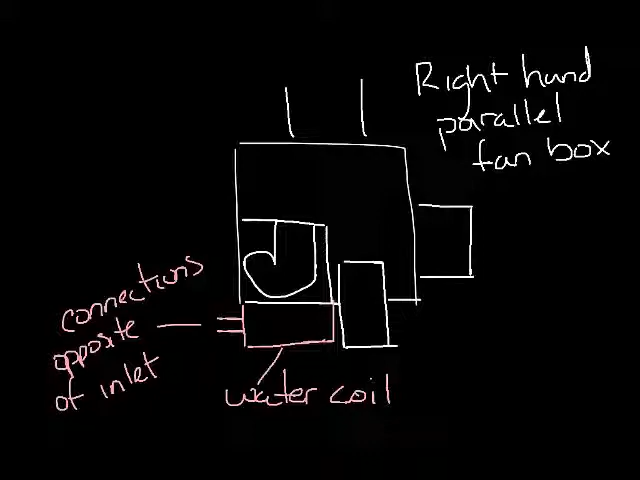 Right hand
parallel
fan box
connections
opposite
of inlet
water coil